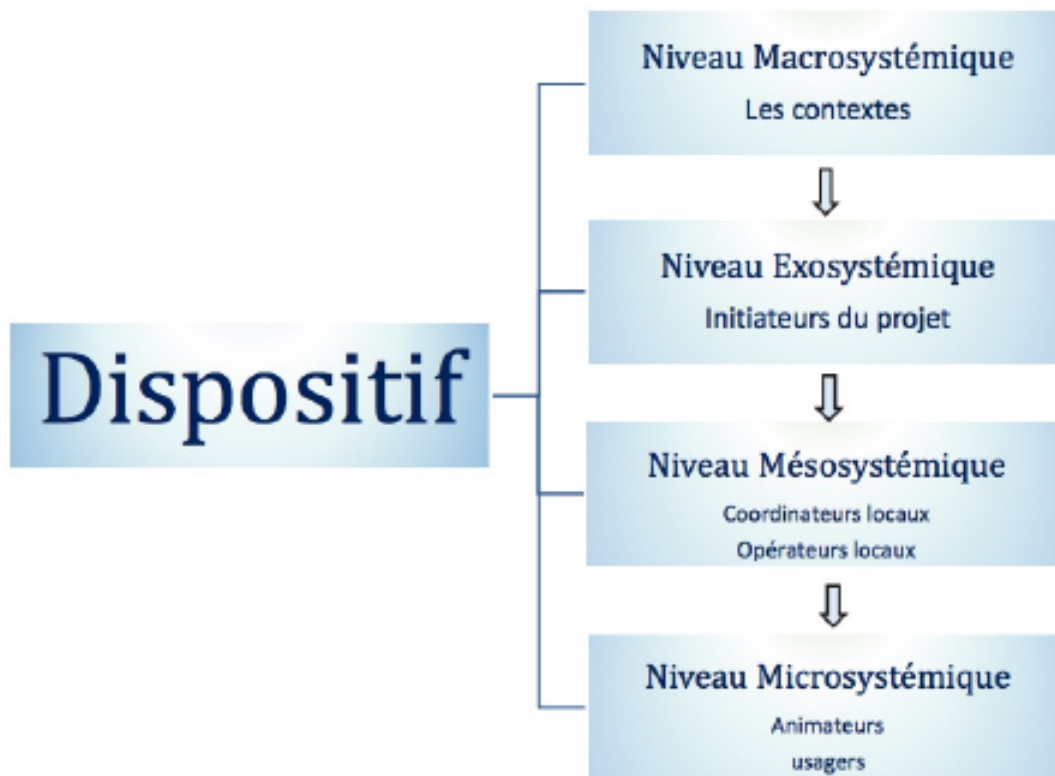 Dispositif
Niveau Macrosystémique
Les contextes
Niveau Exosystémique
Initiateurs du projet
Niveau Mésosystémique
Coordinateurs locaux
Opérateurs locaux
Niveau Microsystémique
Animateurs
usagers